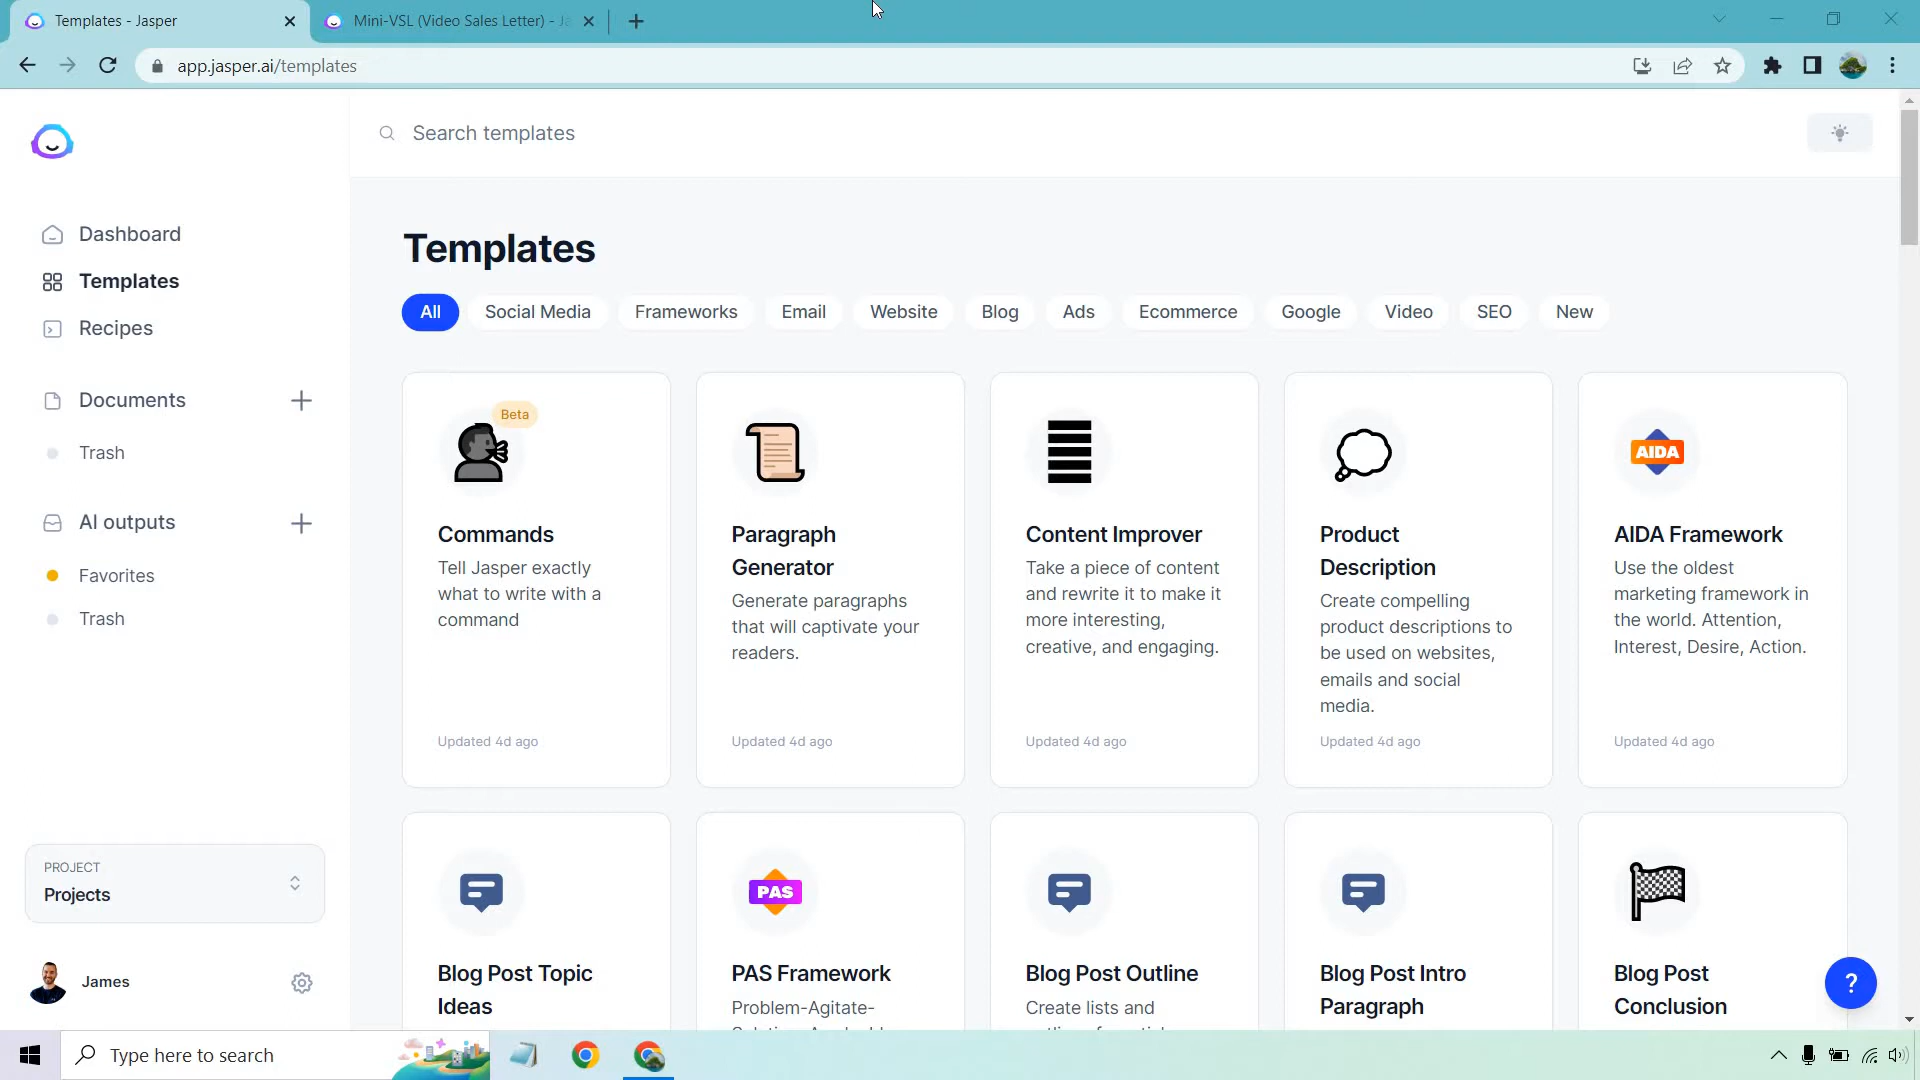 Templates - Jasper
Mini-VSL (Video Sales Letter) - Ja
app.jasper.ai/templates
Search templates
Dashboard
Templates
Recipes
Documents
Trash
AI outputs
Favorites
Trash
PROJECT
Projects
James
Templates
All
Social Media
Frameworks
Email
Website
Blog
Ads
Ecommerce
Google
Video
SEO
New
Beta
Commands
Tell Jasper exactly
what to write with a
command
Updated 4d ago
Paragraph
Generator
Generate paragraphs
that will captivate your
readers.
Updated 4d ago
Content Improver
Take a piece of content
and rewrite it to make it
more interesting,
creative, and engaging.
Updated 4d ago
Product
Description
Create compelling
product descriptions to
be used on websites,
emails and social
media.
Updated 4d ago
AIDA
AIDA Framework
Use the oldest
marketing framework in
the world. Attention,
Interest, Desire, Action.
Updated 4d ago
Blog Post Topic
Ideas
PAS
PAS Framework
Problem-Agitate-
Blog Post Outline
Create lists and
Blog Post Intro
Paragraph
Blog Post
Conclusion
?
Type here to search